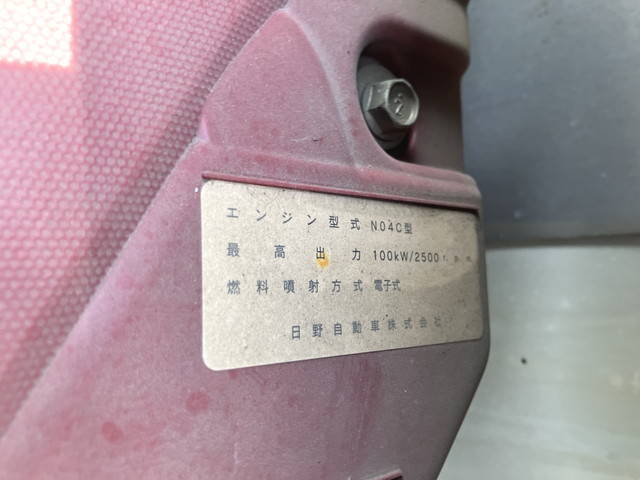 エンジン型式 N04C型
最高出力 100kW/2500rpm
燃料噴射方式 電子式
日野自動車株式会社